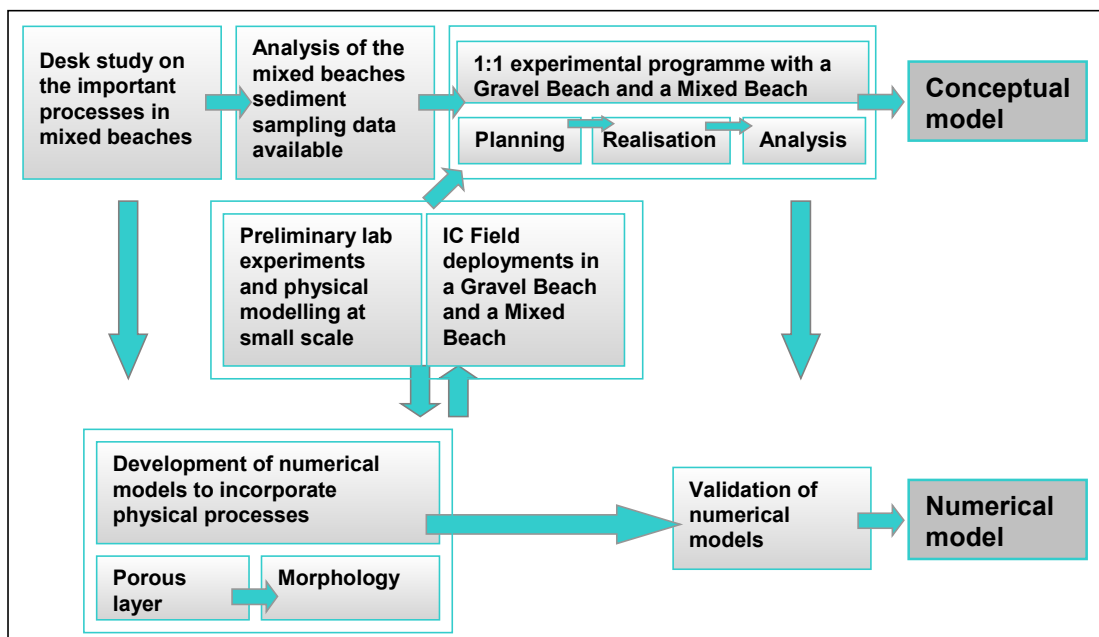 Desk study on
the important
processes in
mixed beaches
Analysis of the
mixed beaches
sediment
sampling data
available
1:1 experimental programme with a
Gravel Beach and a Mixed Beach
Planning
Realisation
Analysis
Conceptual
model
Preliminary lab
experiments
and physical
modelling at
small scale
IC Field
deployments in
a Gravel Beach
and a Mixed
Beach
Development of numerical
models to incorporate
physical processes
Porous
layer
Morphology
Validation of
numerical
models
Numerical
model